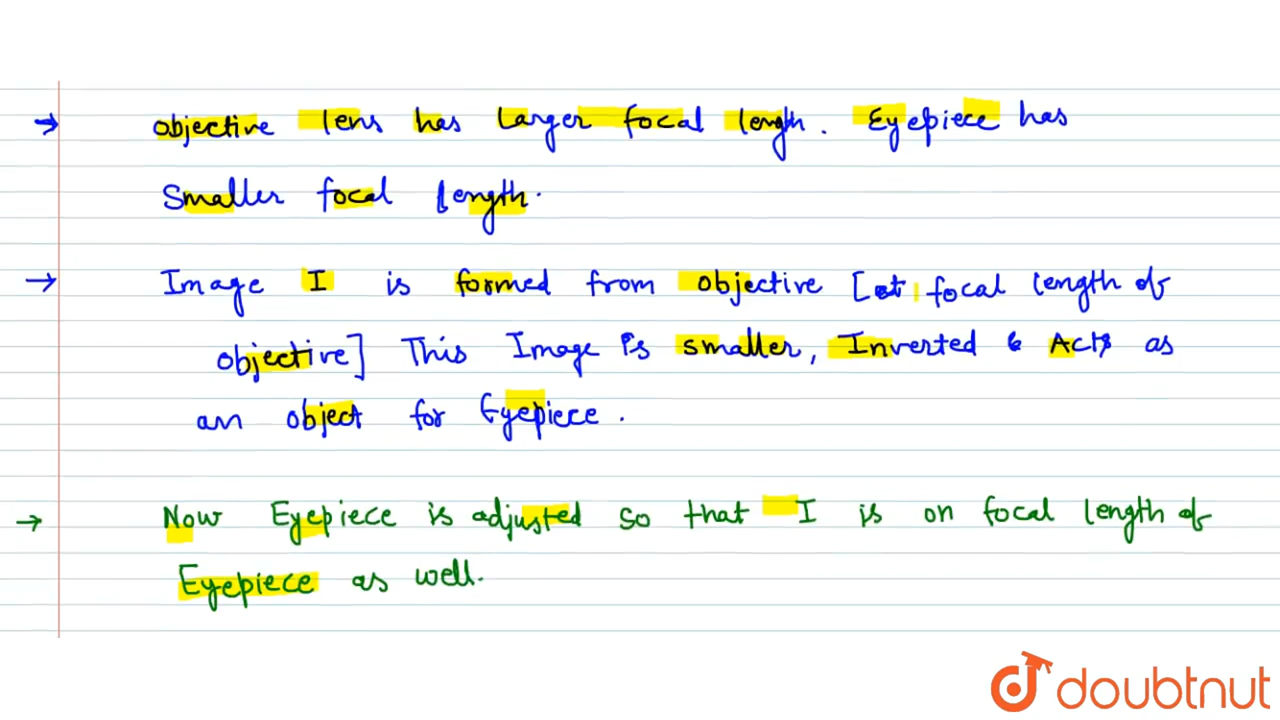 → objective lens has Larger focal length. Eyepiece has
Smaller focal length.
→ Image I is formed from objective [at focal length of
objective] This Image is smaller, Inverted & Acts as
an object for Eyepiece.
→ Now Eyepiece is adjusted so that I is on focal length of
Eyepiece as well.
doubtnut